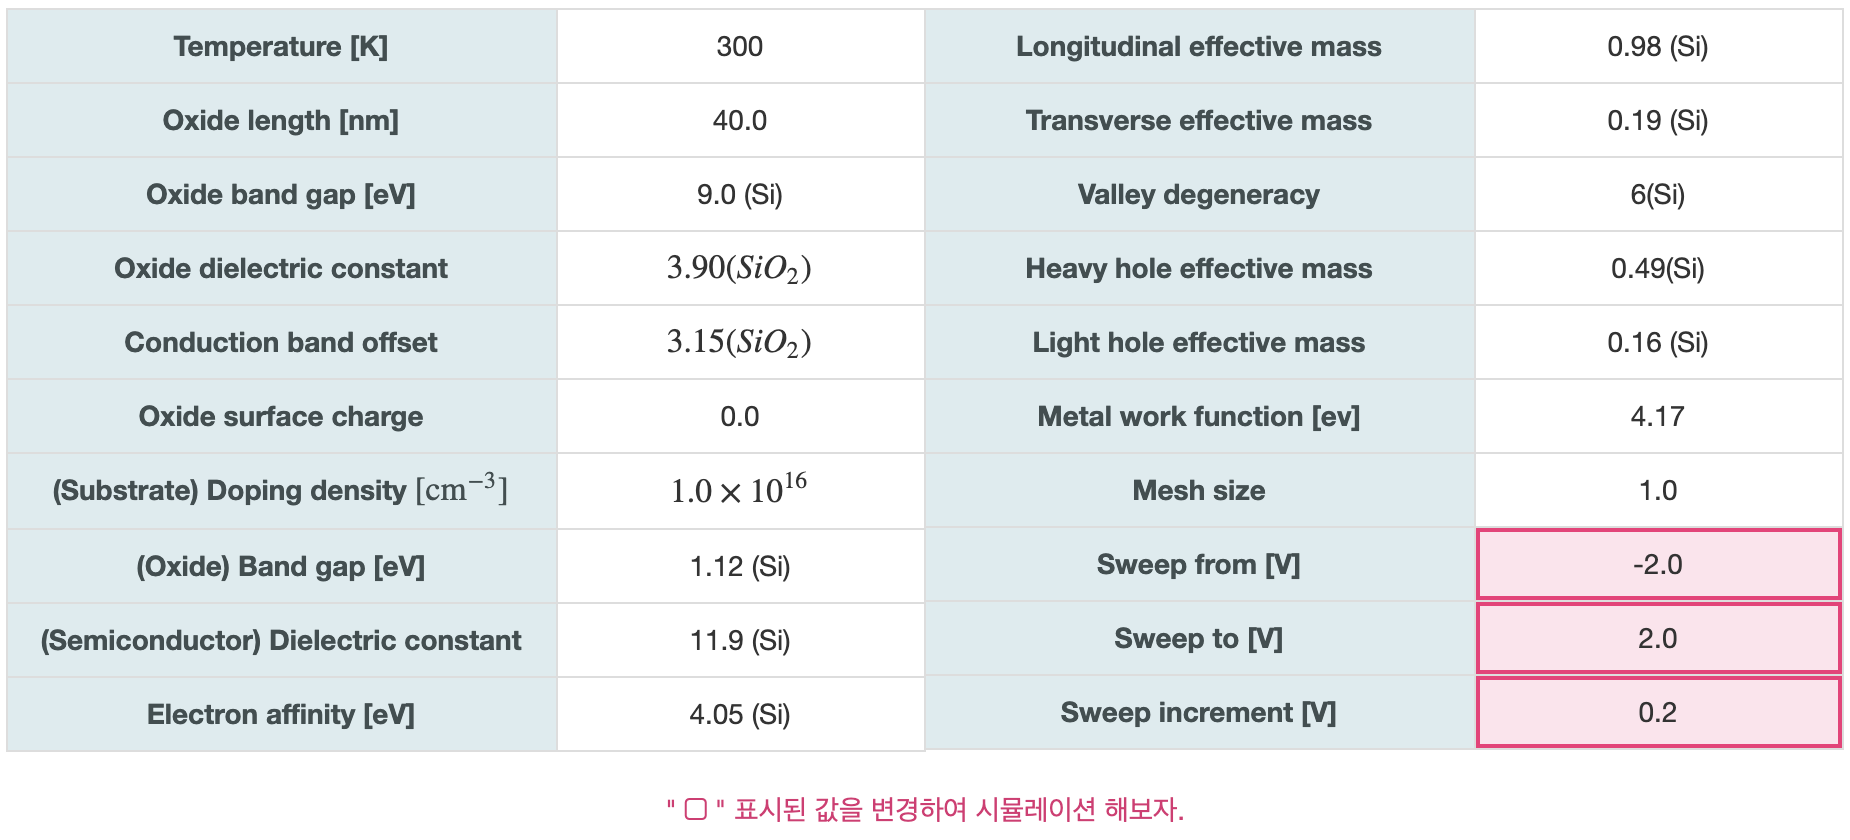 Temperature [K] 300 Longitudinal effective mass 0.98 (Si)
Oxide length [nm] 40.0 Transverse effective mass 0.19 (Si)
Oxide band gap [eV] 9.0 (Si) Valley degeneracy 6(Si)
Oxide dielectric constant 3.90(SiO₂) Heavy hole effective mass 0.49(Si)
Conduction band offset 3.15(SiO₂) Light hole effective mass 0.16 (Si)
Oxide surface charge 0.0 Metal work function [ev] 4.17
(Substrate) Doping density [cm⁻³] 1.0 × 10¹⁶ Mesh size 1.0
(Oxide) Band gap [eV] 1.12 (Si) Sweep from [V] -2.0
(Semiconductor) Dielectric constant 11.9 (Si) Sweep to [V] 2.0
Electron affinity [eV] 4.05 (Si) Sweep increment [V] 0.2
" ▢ " 표시된 값을 변경하여 시뮬레이션 해보자.